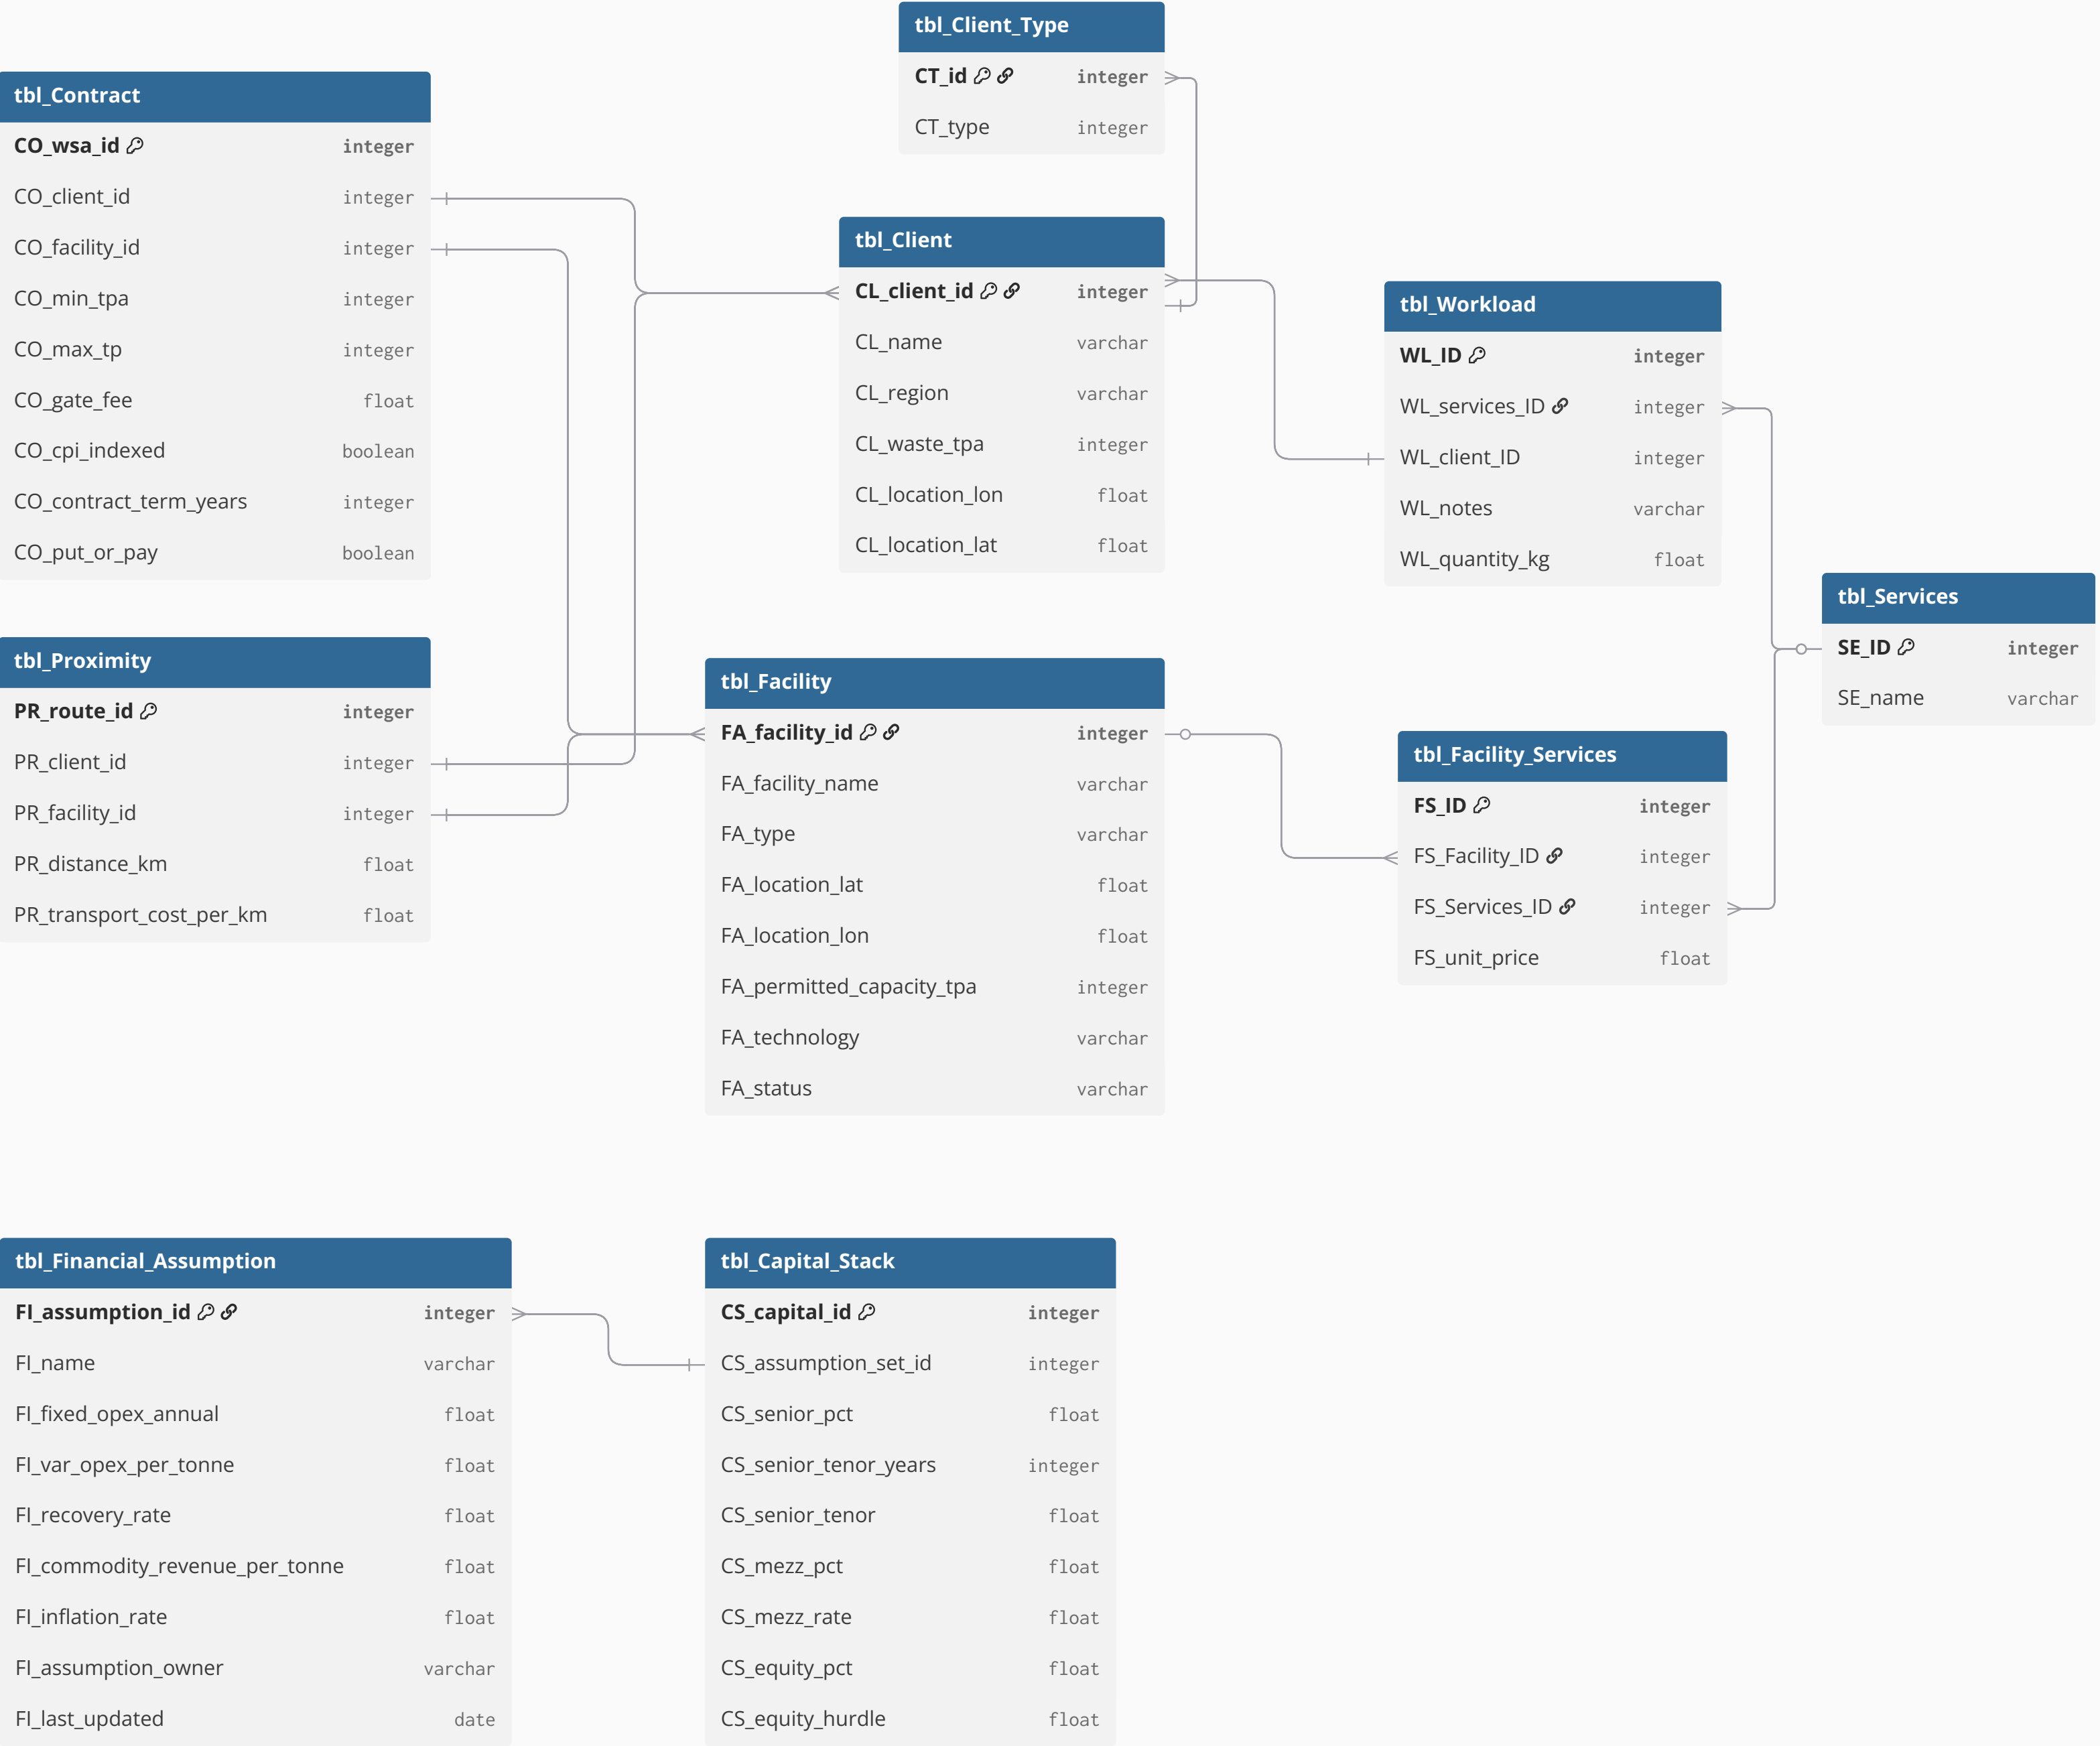 tbl_Client_Type
CT_id integer
CT_type integer
tbl_Contract
CO_wsa_id integer
CO_client_id integer
CO_facility_id integer
CO_min_tpa integer
CO_max_tp integer
CO_gate_fee float
CO_cpi_indexed boolean
CO_contract_term_years integer
CO_put_or_pay boolean
tbl_Client
CL_client_id integer
CL_name varchar
CL_region varchar
CL_waste_tpa integer
CL_location_lon float
CL_location_lat float
tbl_Workload
WL_ID integer
WL_services_ID integer
WL_client_ID integer
WL_notes varchar
WL_quantity_kg float
tbl_Services
SE_ID integer
SE_name varchar
tbl_Proximity
PR_route_id integer
PR_client_id integer
PR_facility_id integer
PR_distance_km float
PR_transport_cost_per_km float
tbl_Facility
FA_facility_id integer
FA_facility_name varchar
FA_type varchar
FA_location_lat float
FA_location_lon float
FA_permitted_capacity_tpa integer
FA_technology varchar
FA_status varchar
tbl_Facility_Services
FS_ID integer
FS_Facility_ID integer
FS_Services_ID integer
FS_unit_price float
tbl_Financial_Assumption
FI_assumption_id integer
FI_name varchar
FI_fixed_opex_annual float
FI_var_opex_per_tonne float
FI_recovery_rate float
FI_commodity_revenue_per_tonne float
FI_inflation_rate float
FI_assumption_owner varchar
FI_last_updated date
tbl_Capital_Stack
CS_capital_id integer
CS_assumption_set_id integer
CS_senior_pct float
CS_senior_tenor_years integer
CS_senior_tenor float
CS_mezz_pct float
CS_mezz_rate float
CS_equity_pct float
CS_equity_hurdle float